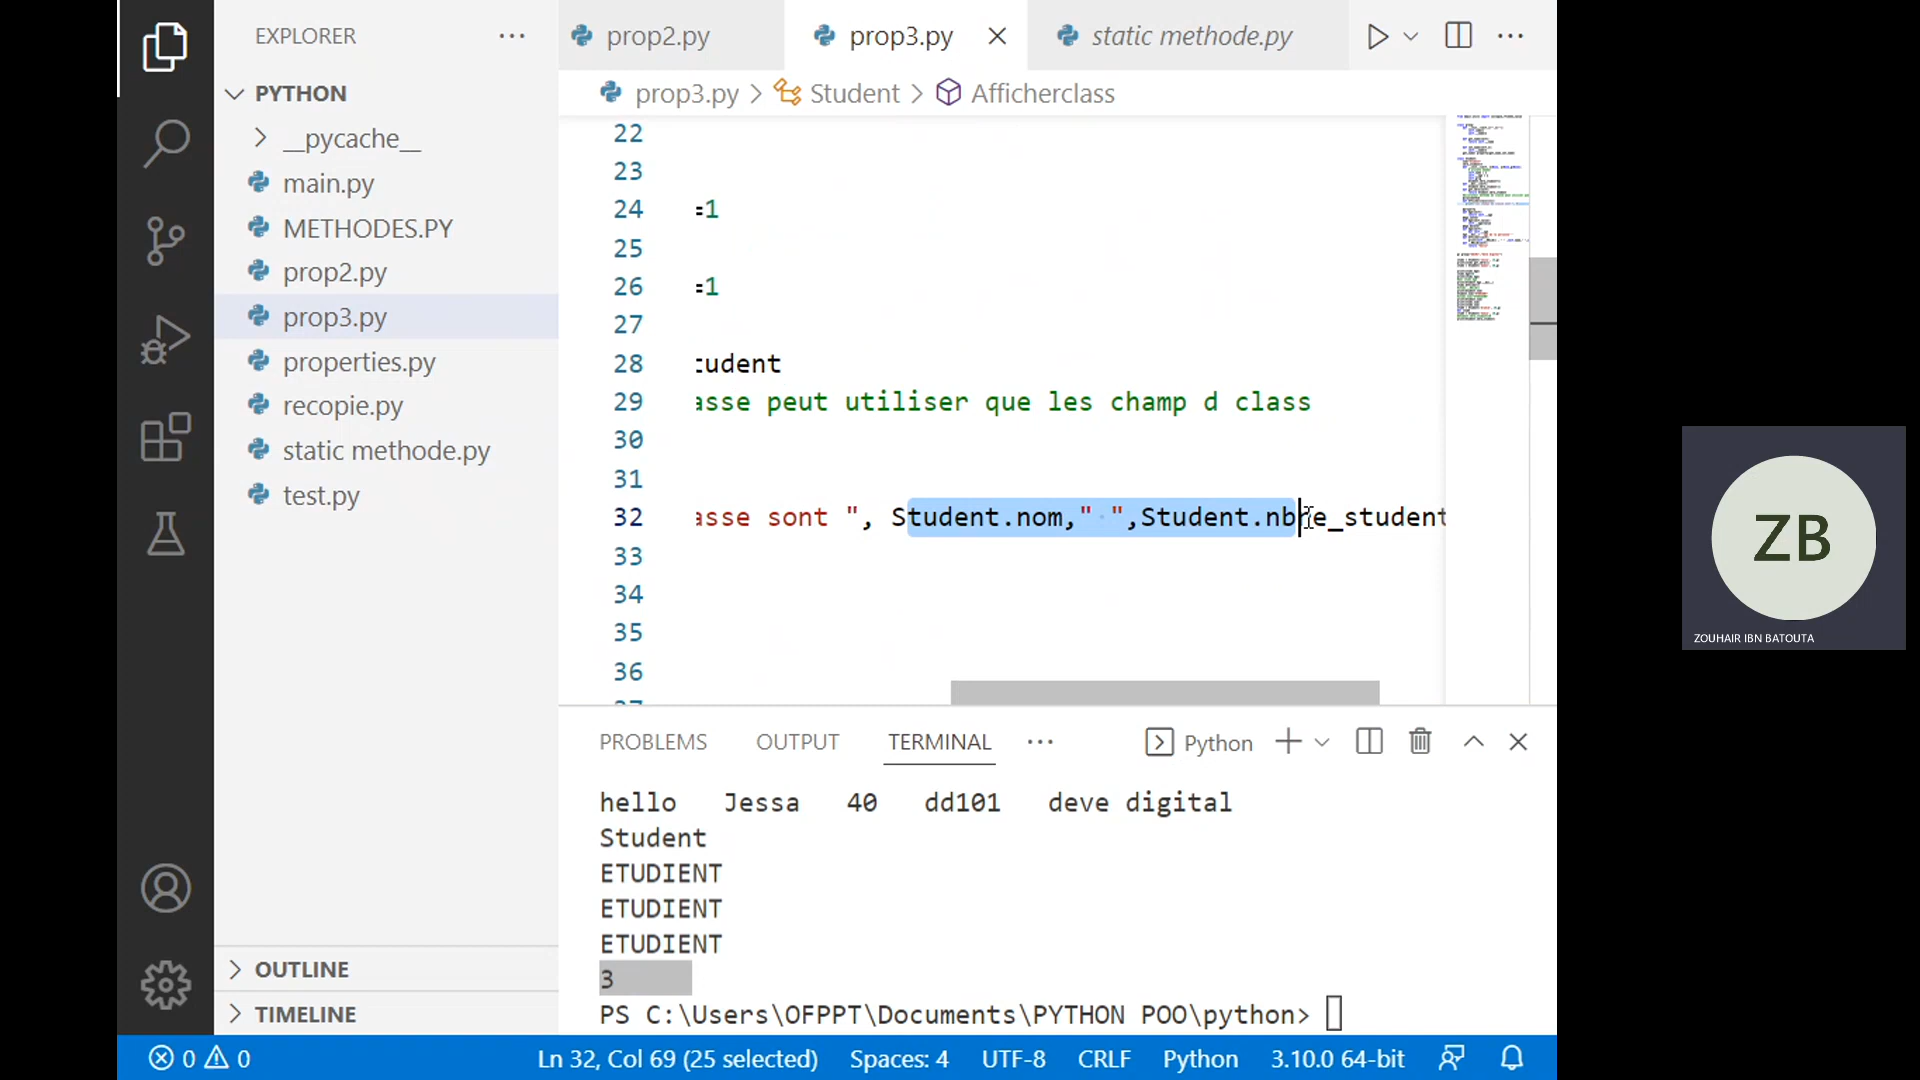 EXPLORER
PYTHON
__pycache__
main.py
METHODES.PY
prop2.py
prop3.py
properties.py
recopie.py
static methode.py
test.py
OUTLINE
TIMELINE
prop2.py prop3.py static methode.py
prop3.py > Student > Afficherclass
22
23
24 =1
25
26 =1
27
28 tudent
29 asse peut utiliser que les champ d class
30
31
32 asse sont ", Student.nom," ",Student.nbre_student
33
34
35
36
PROBLEMS OUTPUT TERMINAL Python
hello Jessa 40 dd101 deve digital
Student
ETUDIENT
ETUDIENT
ETUDIENT
3
PS C:\Users\OFPPT\Documents\PYTHON POO\python>
0 0 Ln 32, Col 69 (25 selected) Spaces: 4 UTF-8 CRLF Python 3.10.0 64-bit
ZB
ZOUHAIR IBN BATOUTA